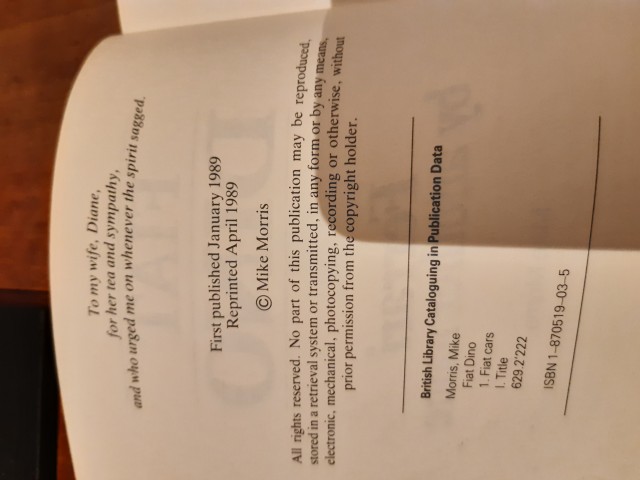 To my wife, Diane,
for her tea and sympathy,
and who urged me on whenever the spirit sagged.
First published January 1989
Reprinted April 1989
© Mike Morris
All rights reserved. No part of this publication may be reproduced,
stored in a retrieval system or transmitted, in any form or by any means,
electronic, mechanical, photocopying, recording or otherwise, without
prior permission from the copyright holder.
British Library Cataloguing in Publication Data
Morris, Mike
Fiat Dino
1. Fiat cars
I. Title
629.2'222
ISBN 1-870519-03-5